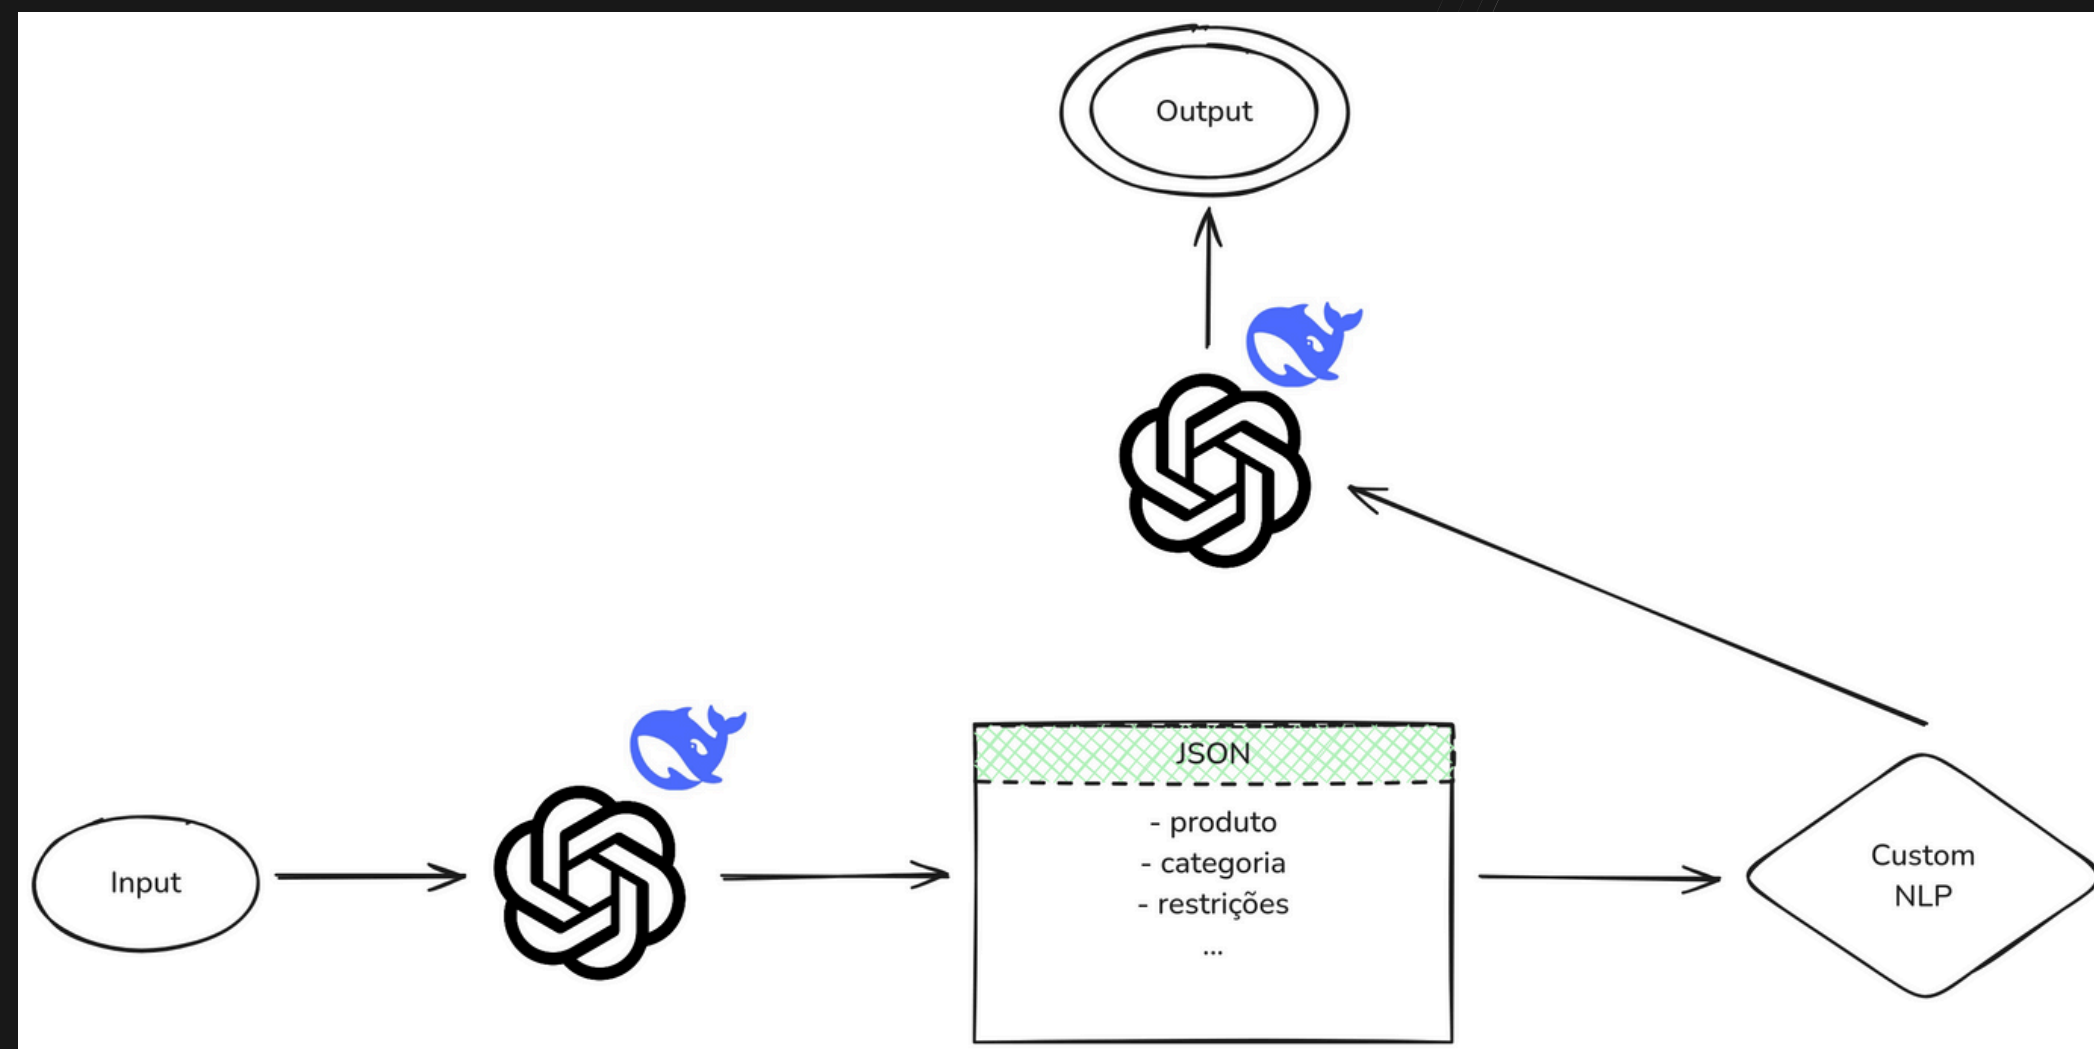 Output
JSON
- produto
- categoria
- restrições
...
Input
Custom
NLP